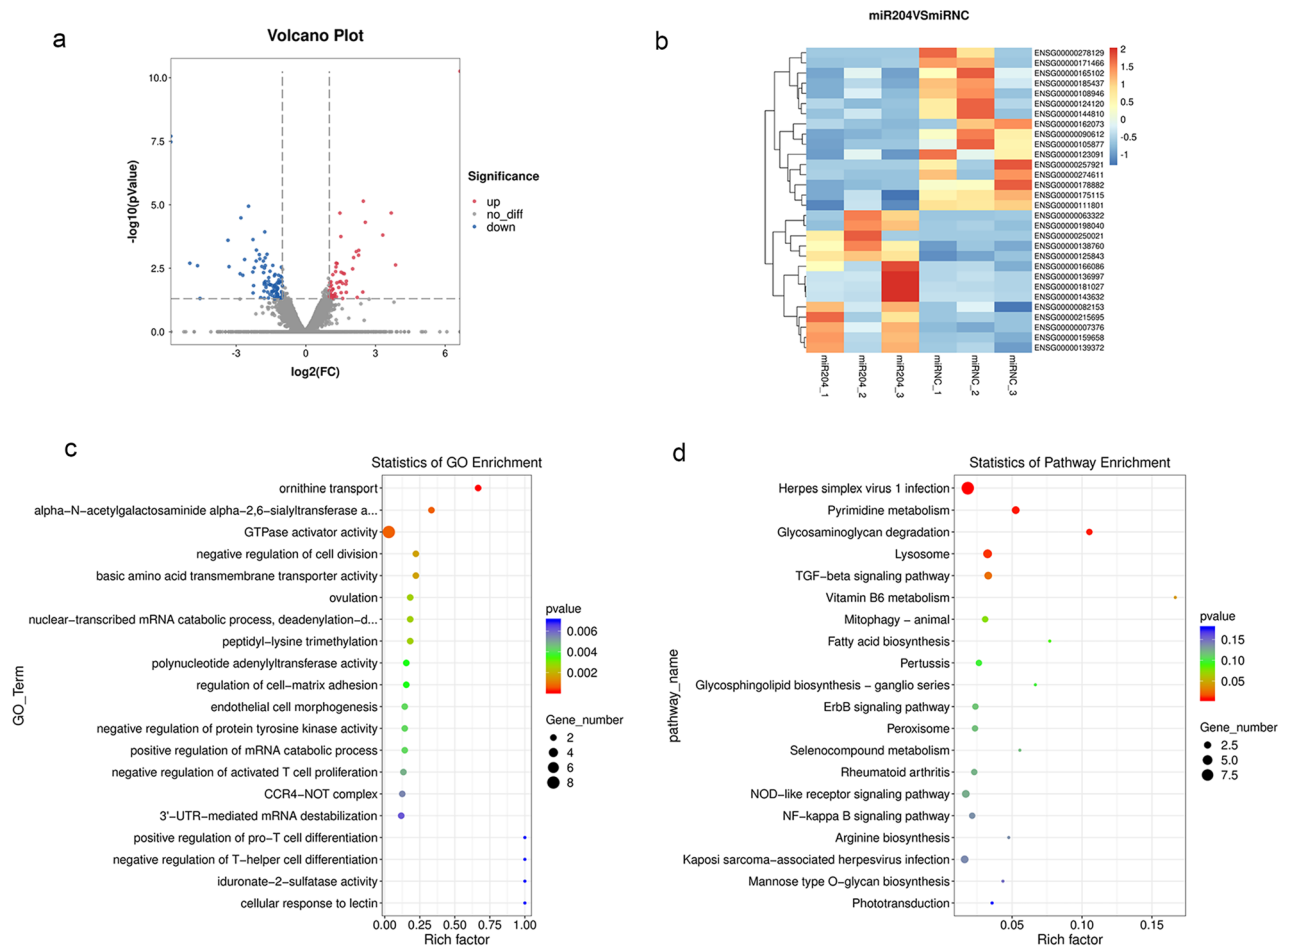 a
Volcano Plot
-log10(pValue)
10.0
7.5
5.0
2.5
0.0
-3
0
3
6
log2(FC)
Significance
up
no_diff
down
b
miR204VSmiRNC
ENSG00000278129
ENSG00000171466
ENSG00000165102
ENSG00000185437
ENSG00000108946
ENSG00000124120
ENSG00000144810
ENSG00000162073
ENSG00000090612
ENSG00000105877
ENSG00000123091
ENSG00000257921
ENSG00000274611
ENSG00000178882
ENSG00000175115
ENSG00000111801
ENSG00000063322
ENSG00000198040
ENSG00000250021
ENSG00000138760
ENSG00000125843
ENSG00000166086
ENSG00000136997
ENSG00000181027
ENSG00000143632
ENSG00000082153
ENSG00000215695
ENSG00000007376
ENSG00000159658
ENSG00000139372
2
1.5
1
0.5
0
-0.5
-1
miR204_1
miR204_2
miR204_3
miRNC_1
miRNC_2
miRNC_3
c
Statistics of GO Enrichment
GO_Term
ornithine transport
alpha−N−acetylgalactosaminide alpha−2,6−sialyltransferase a...
GTPase activator activity
negative regulation of cell division
basic amino acid transmembrane transporter activity
ovulation
nuclear−transcribed mRNA catabolic process, deadenylation−d...
peptidyl−lysine trimethylation
polynucleotide adenylyltransferase activity
regulation of cell−matrix adhesion
endothelial cell morphogenesis
negative regulation of protein tyrosine kinase activity
positive regulation of mRNA catabolic process
negative regulation of activated T cell proliferation
CCR4−NOT complex
3'−UTR−mediated mRNA destabilization
positive regulation of pro−T cell differentiation
negative regulation of T−helper cell differentiation
iduronate−2−sulfatase activity
cellular response to lectin
0.00
0.25
0.50
0.75
1.00
Rich factor
pvalue
0.006
0.004
0.002
Gene_number
2
4
6
8
d
Statistics of Pathway Enrichment
pathway_name
Herpes simplex virus 1 infection
Pyrimidine metabolism
Glycosaminoglycan degradation
Lysosome
TGF−beta signaling pathway
Vitamin B6 metabolism
Mitophagy − animal
Fatty acid biosynthesis
Pertussis
Glycosphingolipid biosynthesis − ganglio series
ErbB signaling pathway
Peroxisome
Selenocompound metabolism
Rheumatoid arthritis
NOD−like receptor signaling pathway
NF−kappa B signaling pathway
Arginine biosynthesis
Kaposi sarcoma−associated herpesvirus infection
Mannose type O−glycan biosynthesis
Phototransduction
0.05
0.10
0.15
Rich factor
pvalue
0.15
0.10
0.05
Gene_number
2.5
5.0
7.5